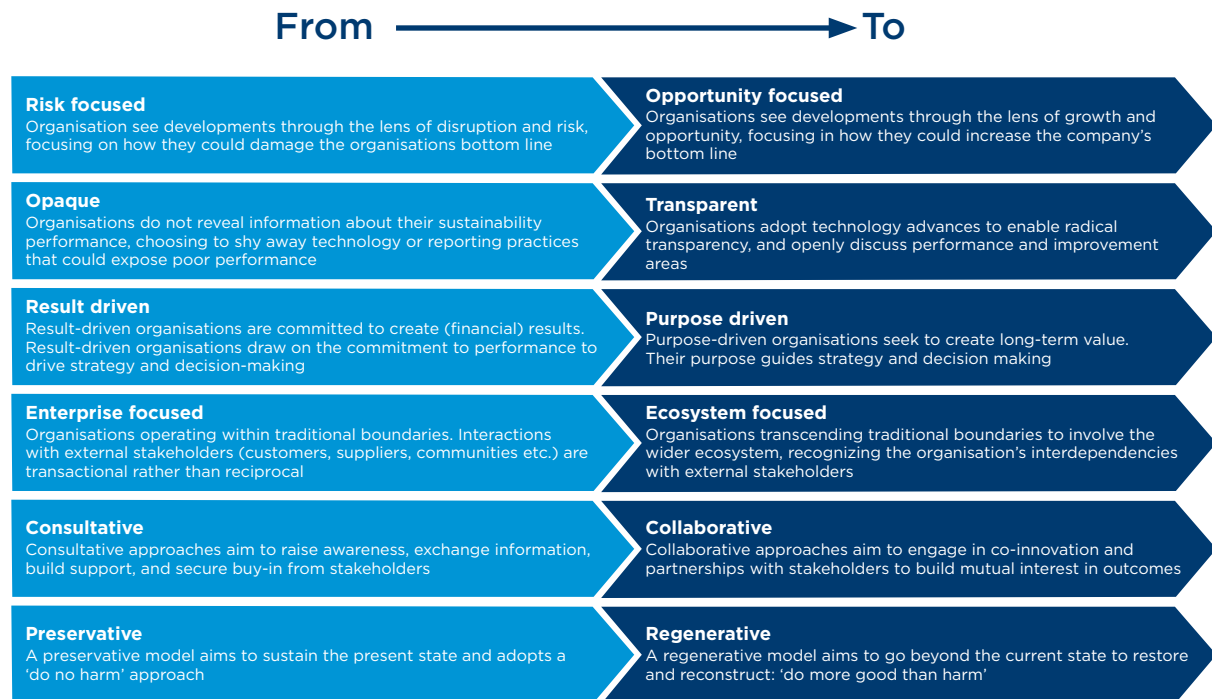 From To
Risk focused
Organisation see developments through the lens of disruption and risk,
focusing on how they could damage the organisations bottom line
Opportunity focused
Organisations see developments through the lens of growth and
opportunity, focusing in how they could increase the company's
bottom line
Opaque
Organisations do not reveal information about their sustainability
performance, choosing to shy away technology or reporting practices
that could expose poor performance
Transparent
Organisations adopt technology advances to enable radical
transparency, and openly discuss performance and improvement
areas
Result driven
Result-driven organisations are committed to create (financial) results.
Result-driven organisations draw on the commitment to performance to
drive strategy and decision-making
Purpose driven
Purpose-driven organisations seek to create long-term value.
Their purpose guides strategy and decision making
Enterprise focused
Organisations operating within traditional boundaries. Interactions
with external stakeholders (customers, suppliers, communities etc.) are
transactional rather than reciprocal
Ecosystem focused
Organisations transcending traditional boundaries to involve the
wider ecosystem, recognizing the organisation's interdependencies
with external stakeholders
Consultative
Consultative approaches aim to raise awareness, exchange information,
build support, and secure buy-in from stakeholders
Collaborative
Collaborative approaches aim to engage in co-innovation and
partnerships with stakeholders to build mutual interest in outcomes
Preservative
A preservative model aims to sustain the present state and adopts a
‘do no harm’ approach
Regenerative
A regenerative model aims to go beyond the current state to restore
and reconstruct: ‘do more good than harm’